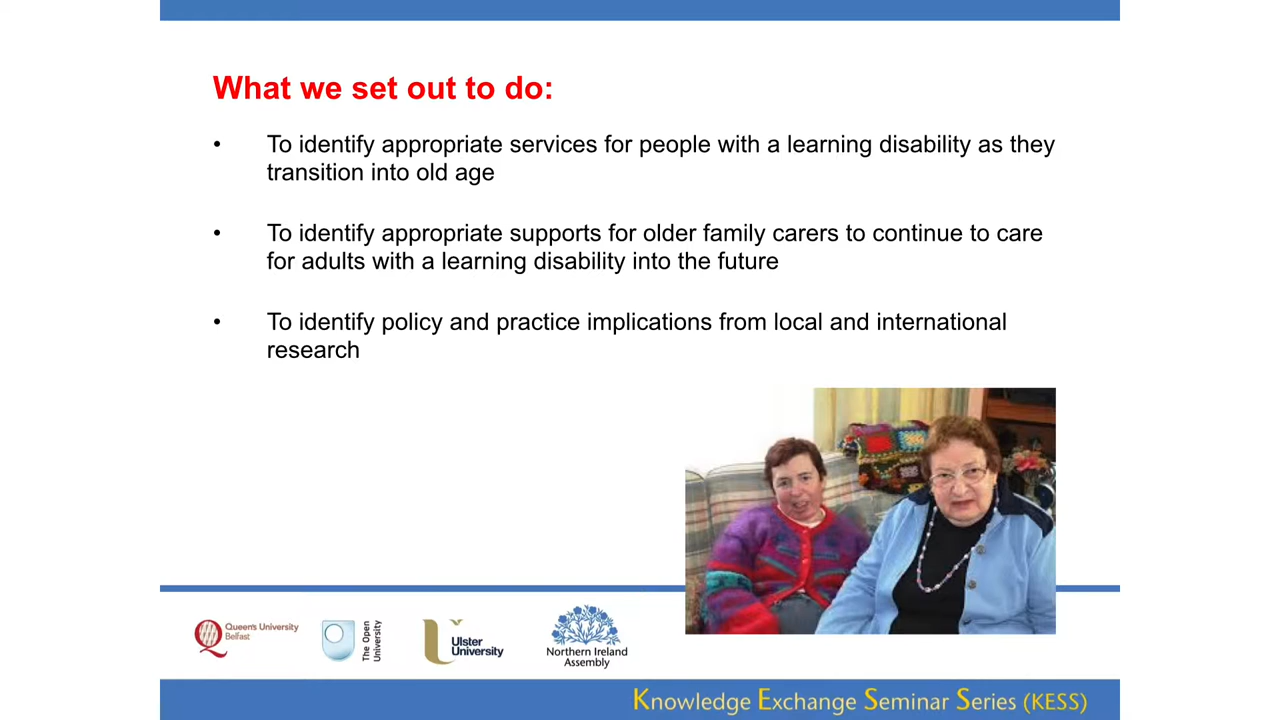 What we set out to do:
• To identify appropriate services for people with a learning disability as they
transition into old age
• To identify appropriate supports for older family carers to continue to care
for adults with a learning disability into the future
• To identify policy and practice implications from local and international
research
Queen's University
Belfast
The Open
University
Ulster
University
Northern Ireland
Assembly
Knowledge Exchange Seminar Series (KESS)